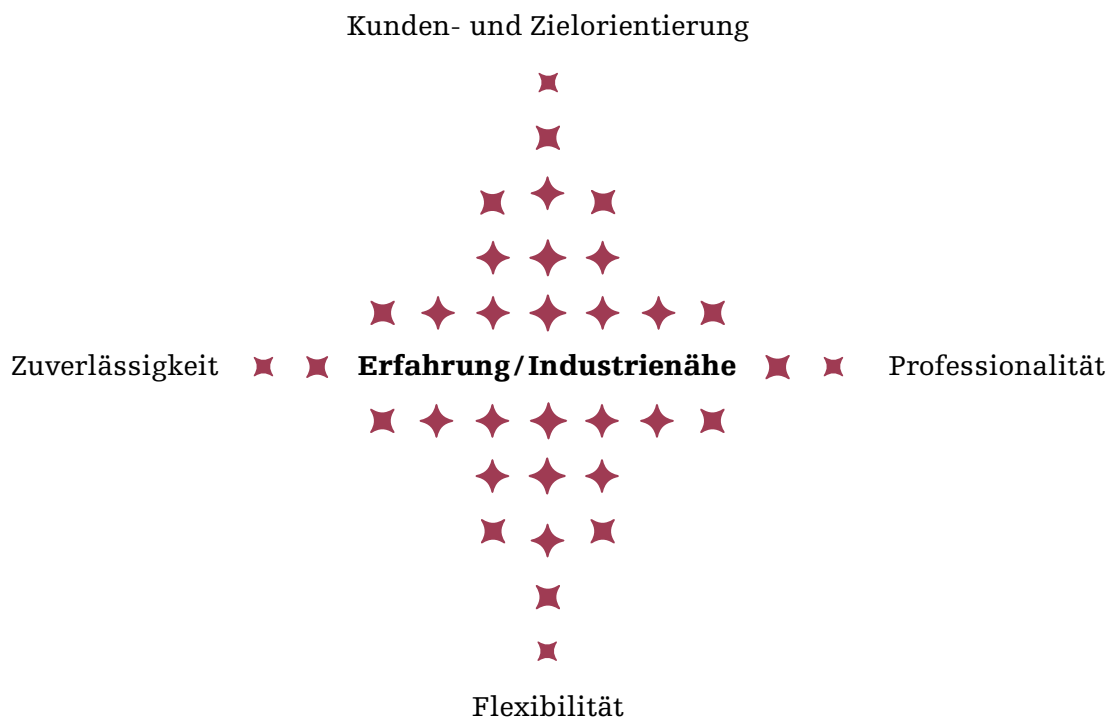 Kunden- und Zielorientierung
Zuverlässigkeit Erfahrung/Industrienähe Professionalität
Flexibilität